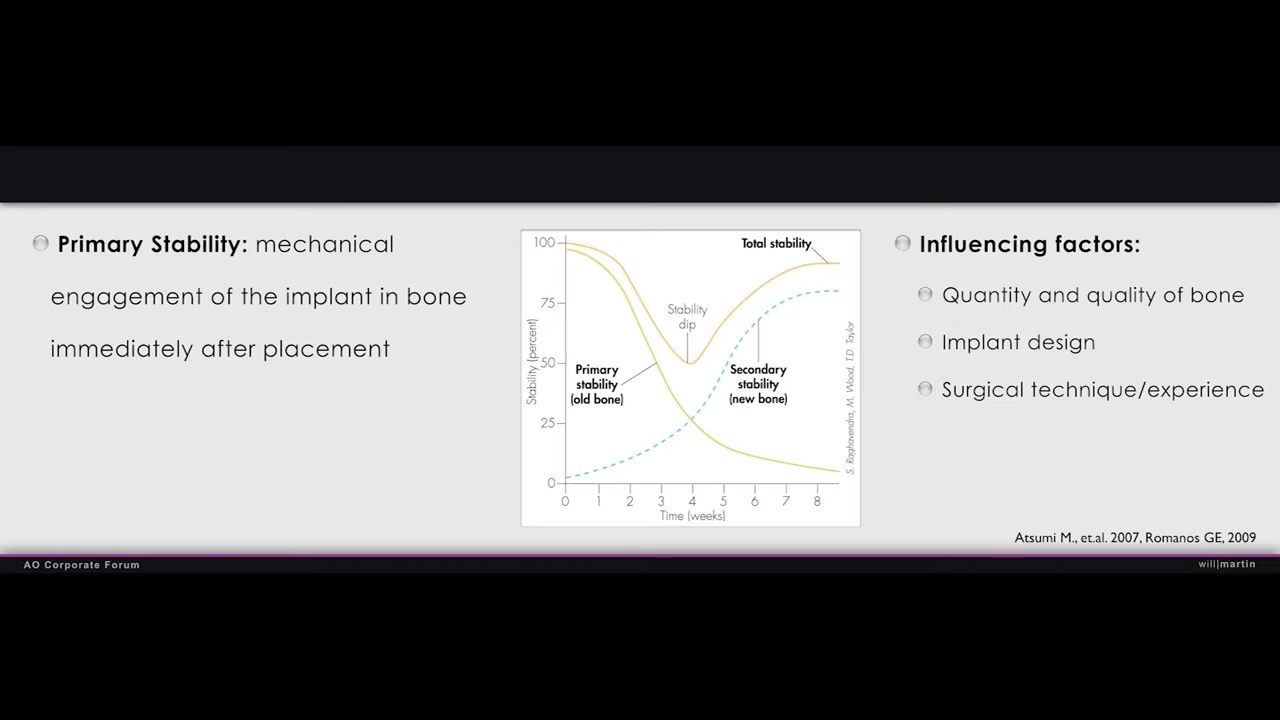 Primary Stability: mechanical
engagement of the implant in bone
immediately after placement
100
75
50
25
0
Stability (percent)
0 1 2 3 4 5 6 7 8
Time (weeks)
Total stability
Stability
dip
Primary
stability
(old bone)
Secondary
stability
(new bone)
S. Raghavendra, M. Wood, T.D. Taylor
Influencing factors:
Quantity and quality of bone
Implant design
Surgical technique/experience
Atsumi M., et.al. 2007, Romanos GE, 2009
AO Corporate Forum
will|martin